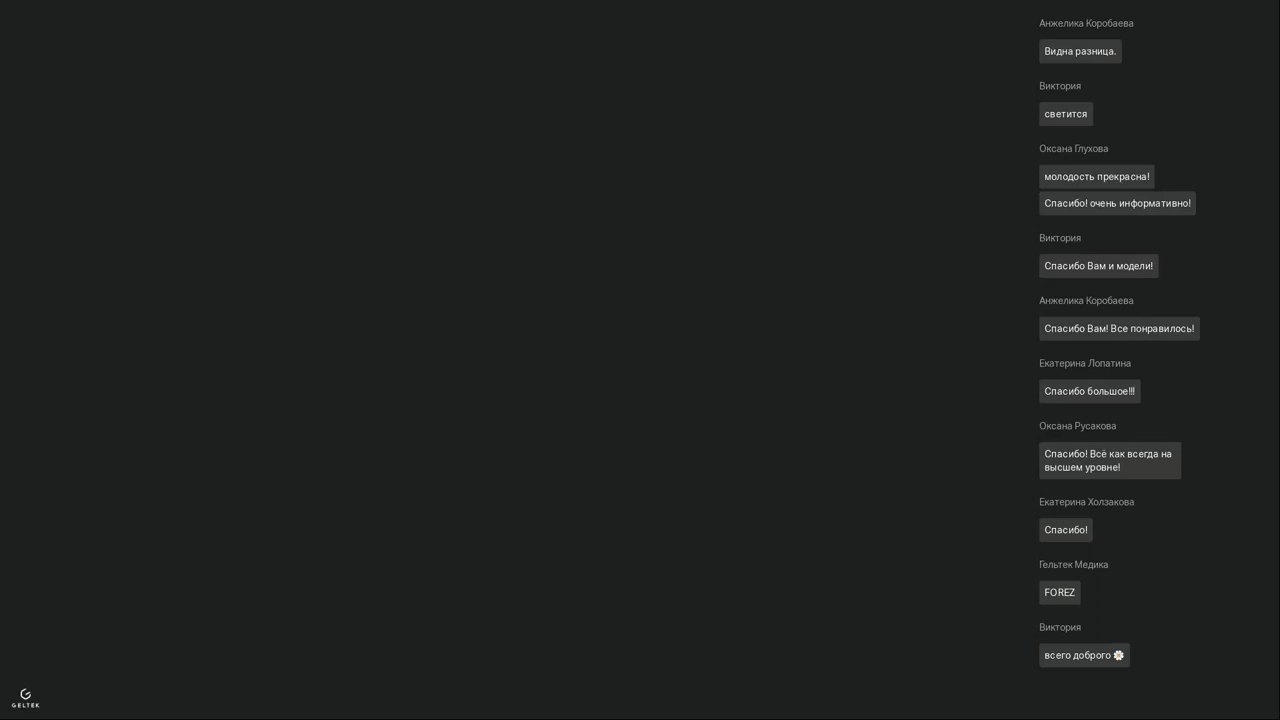 Анжелика Коробаева
Видна разница.
Виктория
светится
Оксана Глухова
молодость прекрасна!
Спасибо! очень информативно!
Виктория
Спасибо Вам и модели!
Анжелика Коробаева
Спасибо Вам! Все понравилось!
Екатерина Лопатина
Спасибо большое!!!
Оксана Русакова
Спасибо! Всё как всегда на
высшем уровне!
Екатерина Холзакова
Спасибо!
Гельтек Медика
FOREZ
Виктория
всего доброго 🌼
GELTEK